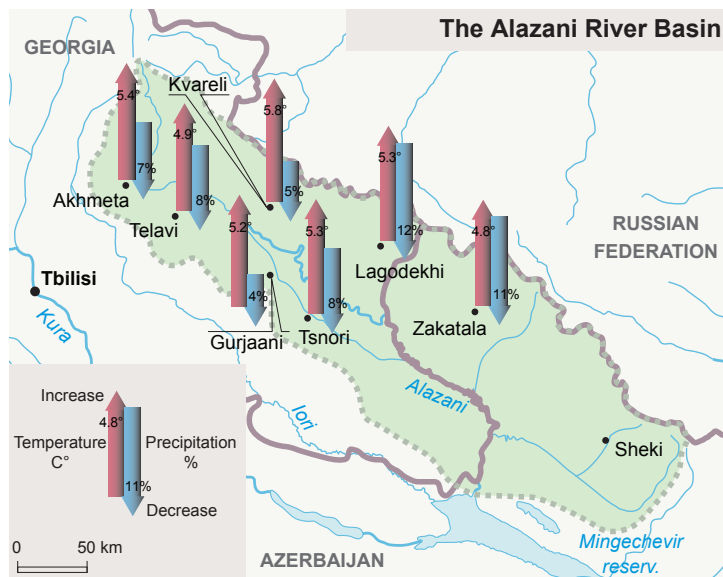 The Alazani River Basin
GEORGIA
Kvareli
5.4°
7%
4.9°
8%
5.8°
5%
5.3°
12%
5.2°
4%
5.3°
8%
4.8°
11%
Akhmeta
Telavi
RUSSIAN
FEDERATION
Lagodekhi
Tbilisi
Kura
Gurjaani
Tsnori
Zakatala
Alazani
Iori
Sheki
Increase
4.8°
Temperature
C°
Precipitation
%
11%
Decrease
0
50 km
AZERBAIJAN
Mingechevir
reserv.